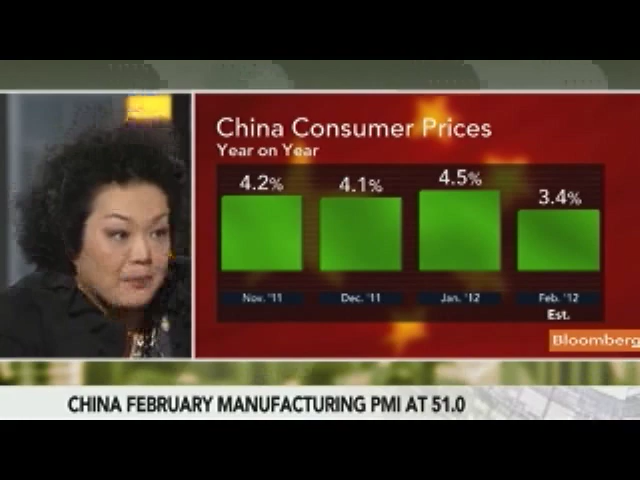 China Consumer Prices
Year on Year
4.2% 4.1% 4.5% 3.4%
Nov. '11 Dec. '11 Jan. '12 Feb. '12
Est.
Bloomberg
CHINA FEBRUARY MANUFACTURING PMI AT 51.0